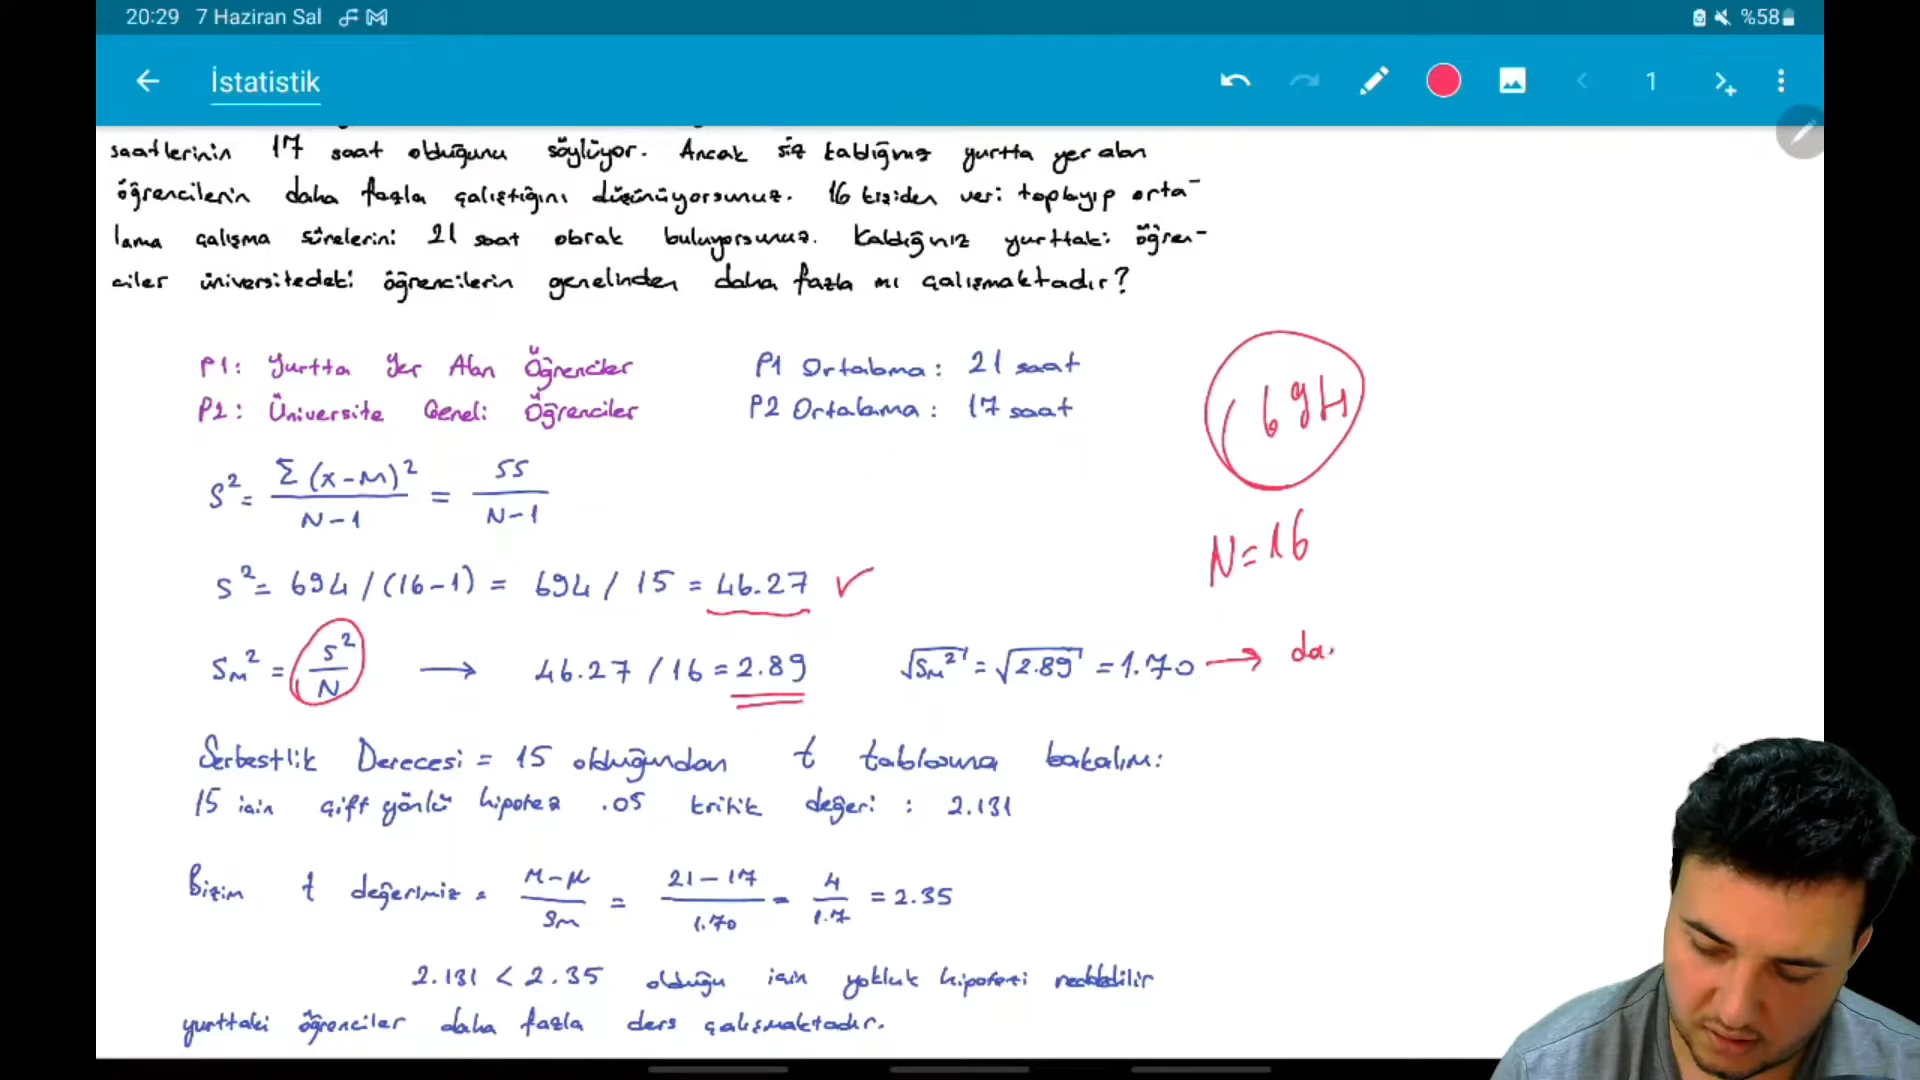 20:29 7 Haziran Sal %58
İstatistik 1
saatlerinin 17 saat olduğunu söylüyor. Ancak siz kaldığınız yurtta yer alan
öğrencilerin daha fazla çalıştığını düşünüyorsunuz. 16 kişiden veri toplayıp orta-
lama çalışma sürelerini 21 saat olarak buluyorsunuz. Kaldığınız yurttaki öğren-
ciler üniversitedeki öğrencilerin genelinden daha fazla mı çalışmaktadır?
P1: Yurtta Yer Alan Öğrenciler P1 Ortalama: 21 saat
P2: Üniversite Geneli Öğrenciler P2 Ortalama: 17 saat
694
S² = Σ(x-M)² / N-1 = SS / N-1
N=16
S² = 694/(16-1) = 694/15 = 46.27 ✓
SM² = S²/N → 46.27/16 = 2.89 √SM² = √2.89 = 1.70 → da
Serbestlik Derecesi = 15 olduğundan t tablosuna bakalım:
15 için çift yönlü hipotez .05 kritik değeri : 2.131
Bizim t değerimiz = M-μ / SM = 21-17 / 1.70 = 4 / 1.7 = 2.35
2.131 < 2.35 olduğu için yokluk hipotezi reddedilir
yurttaki öğrenciler daha fazla ders çalışmaktadır.